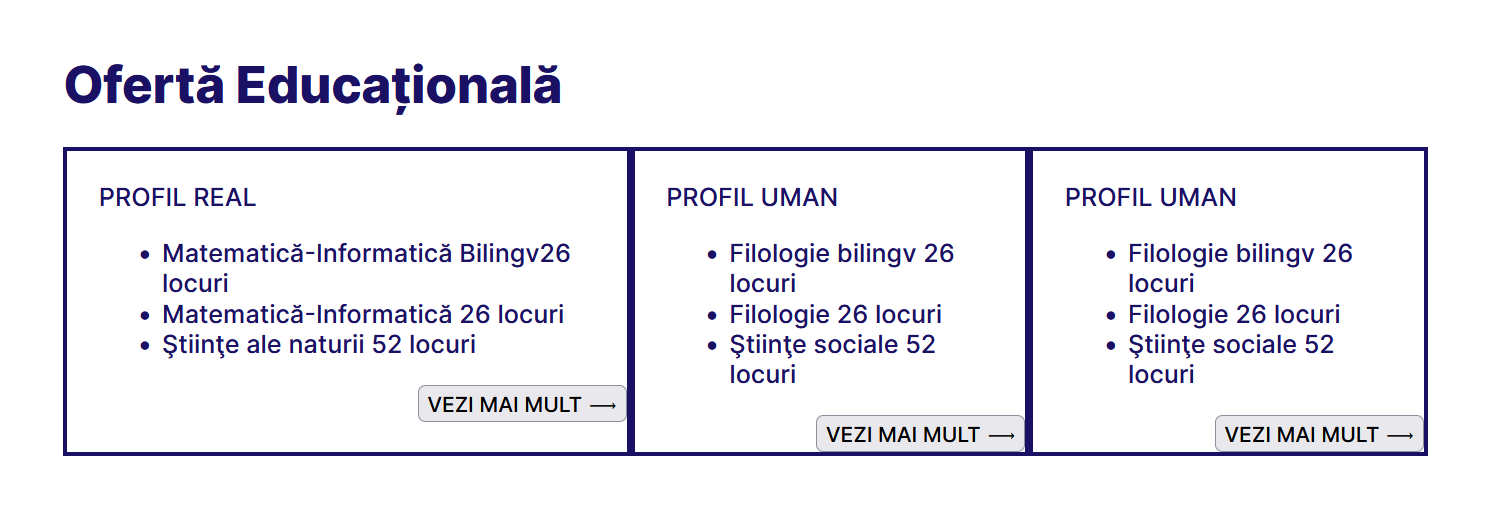 Ofertă Educațională
PROFIL REAL
• Matematică-Informatică Bilingv26
locuri
• Matematică-Informatică 26 locuri
• Ştiinţe ale naturii 52 locuri
VEZI MAI MULT ⟶
PROFIL UMAN
• Filologie bilingv 26
locuri
• Filologie 26 locuri
• Ştiinţe sociale 52
locuri
VEZI MAI MULT ⟶
PROFIL UMAN
• Filologie bilingv 26
locuri
• Filologie 26 locuri
• Ştiinţe sociale 52
locuri
VEZI MAI MULT ⟶